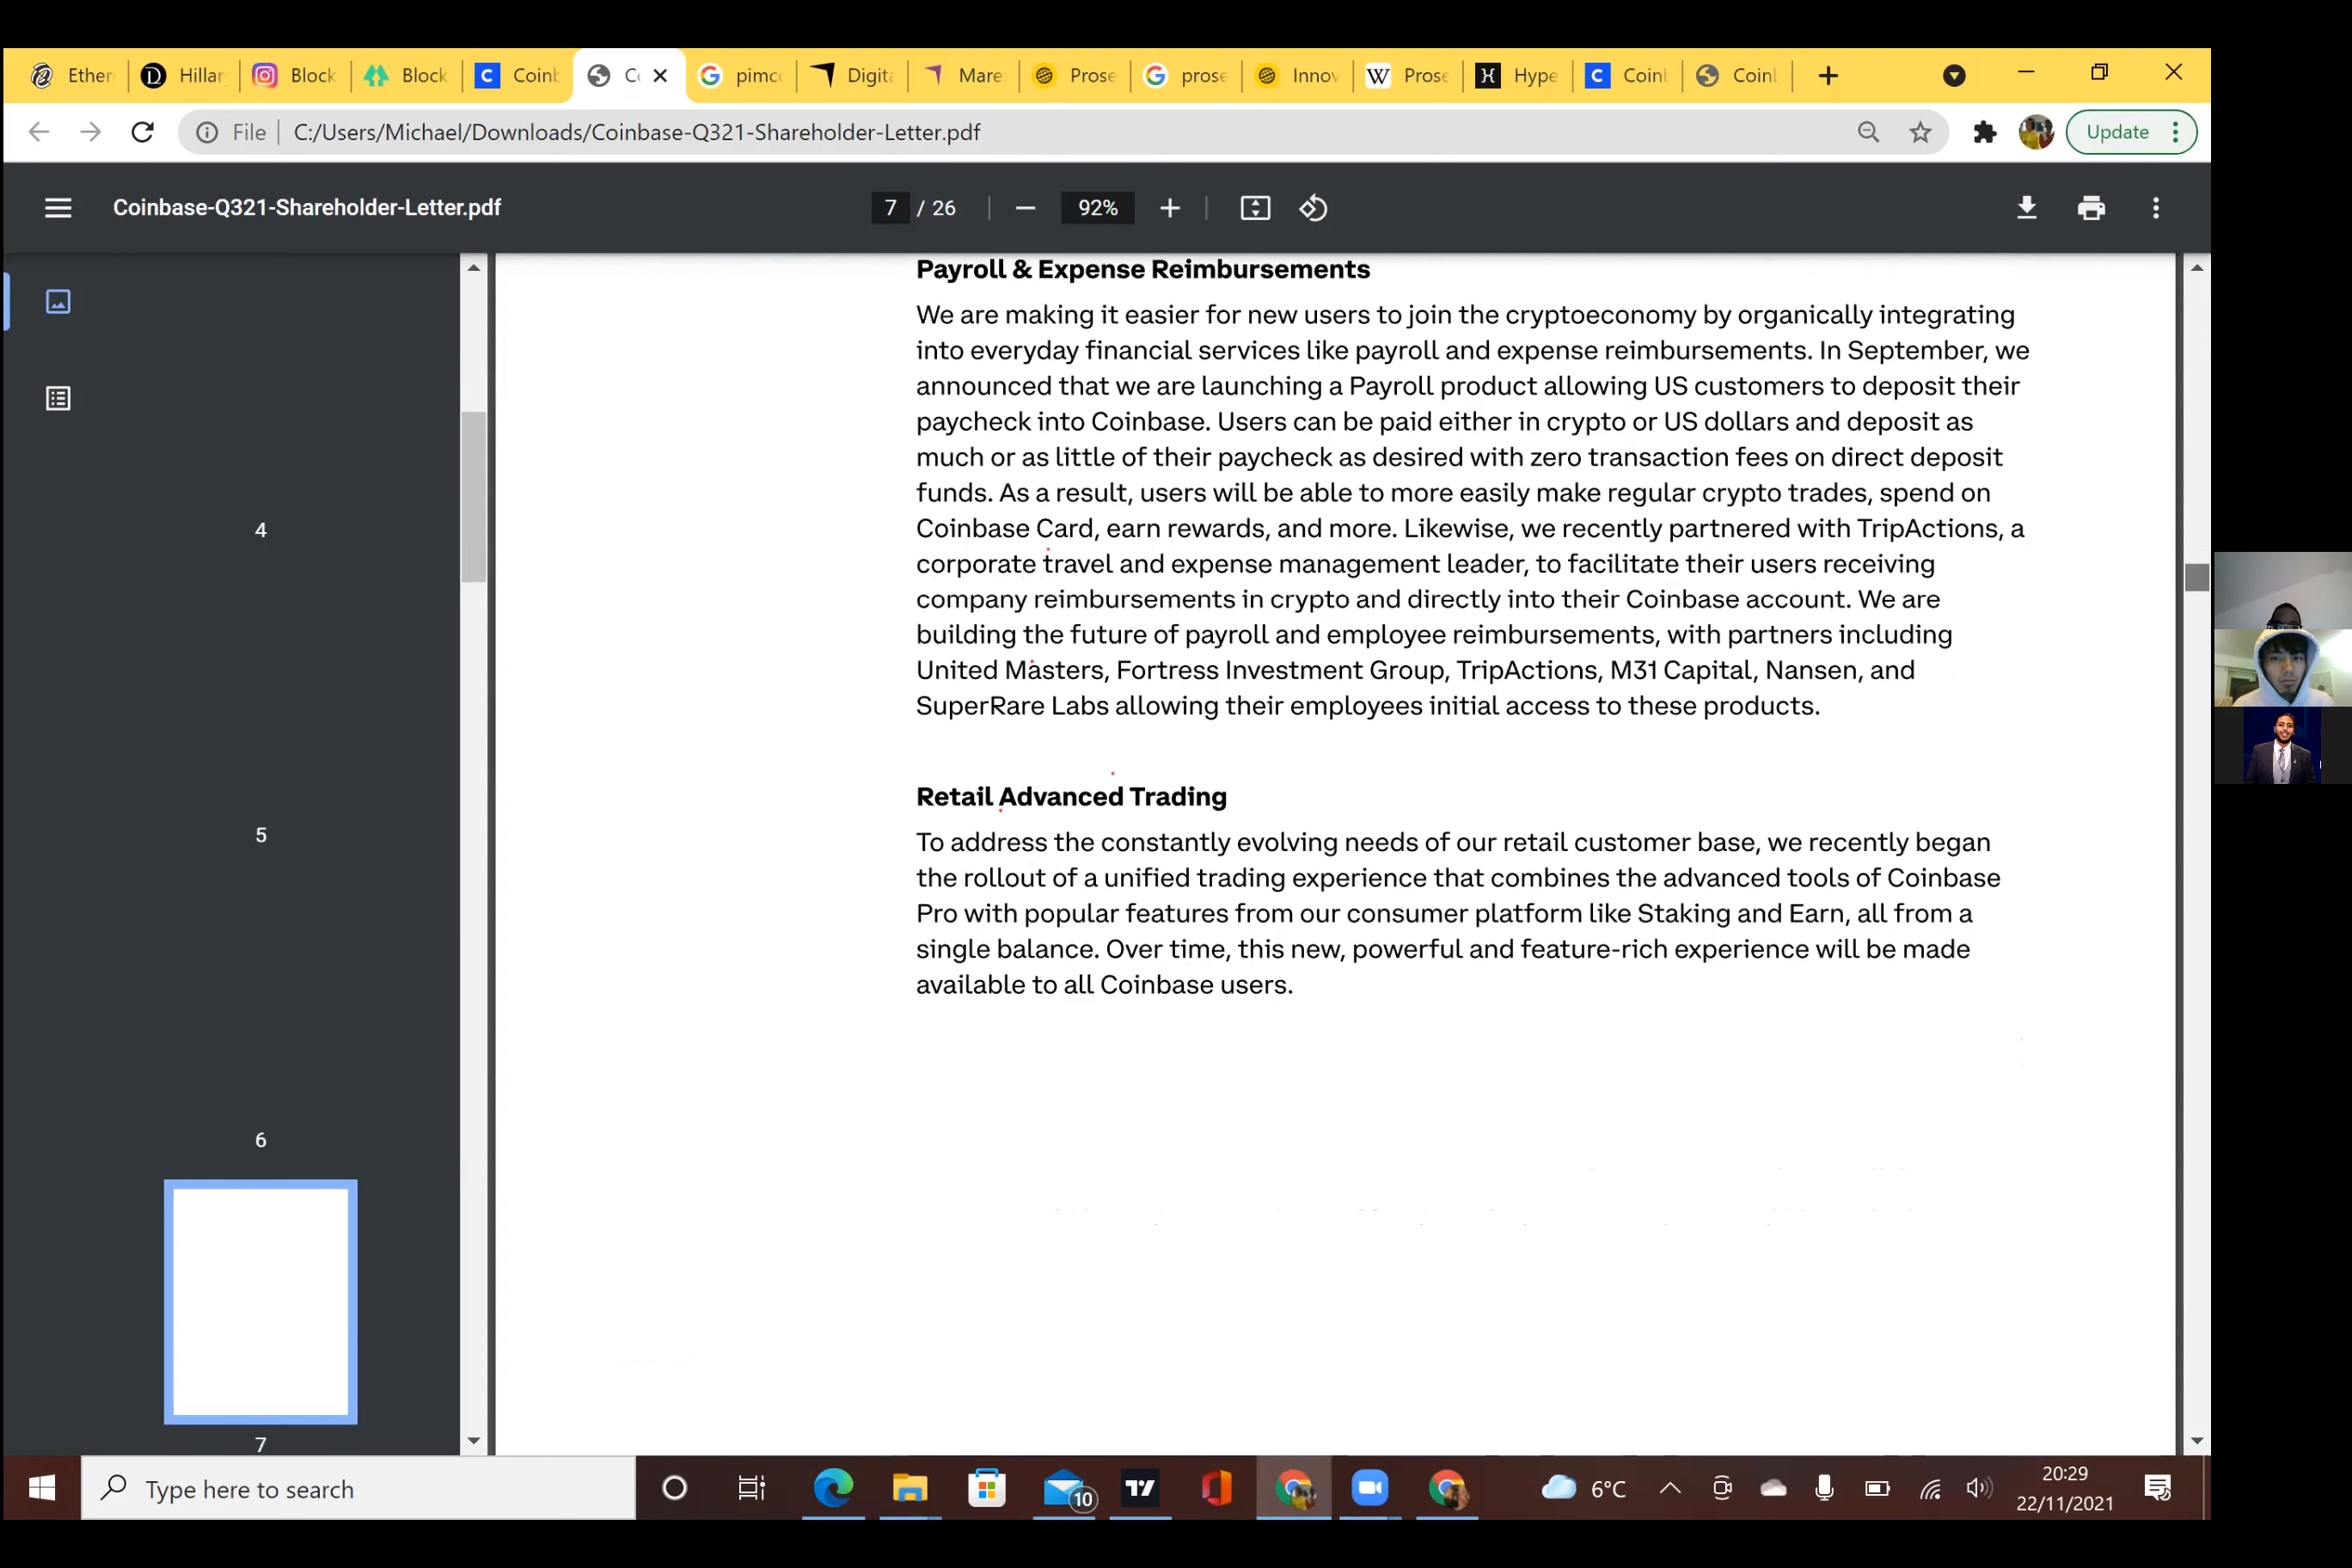 Ether
Hillar
Block
Block
Coinb
Co
pimco
Digita
Mare
Prose
prose
Innov
Prose
Hype
Coinb
Coinb
File
C:/Users/Michael/Downloads/Coinbase-Q321-Shareholder-Letter.pdf
Update
Coinbase-Q321-Shareholder-Letter.pdf
7 / 26
92%
4
5
6
7
Payroll & Expense Reimbursements
We are making it easier for new users to join the cryptoeconomy by organically integrating
into everyday financial services like payroll and expense reimbursements. In September, we
announced that we are launching a Payroll product allowing US customers to deposit their
paycheck into Coinbase. Users can be paid either in crypto or US dollars and deposit as
much or as little of their paycheck as desired with zero transaction fees on direct deposit
funds. As a result, users will be able to more easily make regular crypto trades, spend on
Coinbase Card, earn rewards, and more. Likewise, we recently partnered with TripActions, a
corporate travel and expense management leader, to facilitate their users receiving
company reimbursements in crypto and directly into their Coinbase account. We are
building the future of payroll and employee reimbursements, with partners including
United Masters, Fortress Investment Group, TripActions, M31 Capital, Nansen, and
SuperRare Labs allowing their employees initial access to these products.
Retail Advanced Trading
To address the constantly evolving needs of our retail customer base, we recently began
the rollout of a unified trading experience that combines the advanced tools of Coinbase
Pro with popular features from our consumer platform like Staking and Earn, all from a
single balance. Over time, this new, powerful and feature-rich experience will be made
available to all Coinbase users.
Type here to search
10
6°C
20:29
22/11/2021